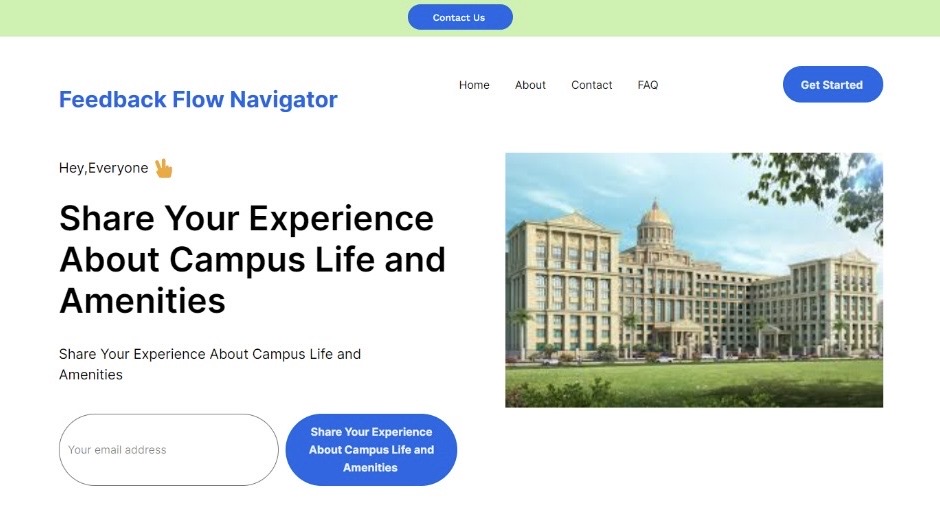 Contact Us
Feedback Flow Navigator
Home
About
Contact
FAQ
Get Started
Hey,Everyone ✌
Share Your Experience
About Campus Life and
Amenities
Share Your Experience About Campus Life and
Amenities
Your email address
Share Your Experience
About Campus Life and
Amenities